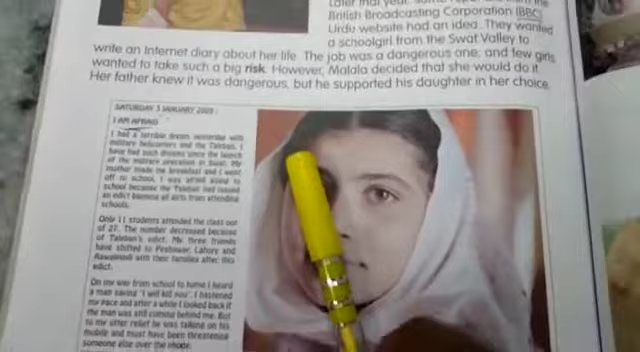 British Broadcasting Corporation (BBC)
Urdu website had an idea. They wanted
a schoolgirl from the Swat Valley to
write an Internet diary about her life. The job was a dangerous one, and few girls
wanted to take such a big risk. However, Malala decided that she would do it.
Her father knew it was dangerous, but he supported his daughter in her choice.
SATURDAY 3 JANUARY 2009
I AM AFRAID
I had a terrible dream yesterday with
military helicopters and the Taliban. I
have had such dreams since the launch
of the military operation in Swat. My
mother made me breakfast and I went
off to school. I was afraid going to
school because the Taliban had issued
an edict banning all girls from attending
schools.
Only 11 students attended the class out
of 27. The number decreased because
of Taliban's edict. My three friends
have shifted to Peshawar, Lahore and
Rawalpindi with their families after this
edict.
On my way from school to home I heard
a man saying 'I will kill you'. I hastened
my pace and after a while I looked back if
the man was still coming behind me. But
to my utter relief he was talking on his
mobile and must have been threatening
someone else over the phone.